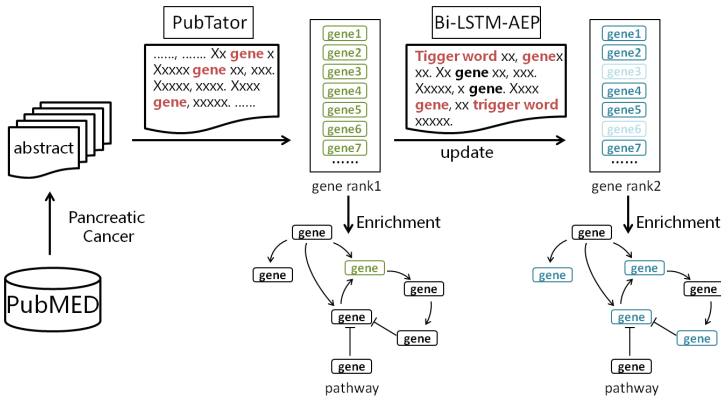 PubTator
Bi-LSTM-AEP
......, ....... Xx gene x
Xxxxx gene xx, xxx.
Xxxxx, xxxx. Xxxx
gene, xxxxx. ......
Tigger word xx, genex
xx. Xx gene xx, xxx.
Xxxxx, x gene. Xxxx
gene, xx trigger word
xxxxx.
gene1
gene2
gene3
gene4
gene5
gene6
gene7
......
gene rank1
gene1
gene2
gene3
gene4
gene5
gene6
gene7
......
gene rank2
abstract
update
Pancreatic
Cancer
PubMED
Enrichment
gene
gene
gene
gene
gene
gene
gene
pathway
Enrichment
gene
gene
gene
gene
gene
gene
gene
pathway